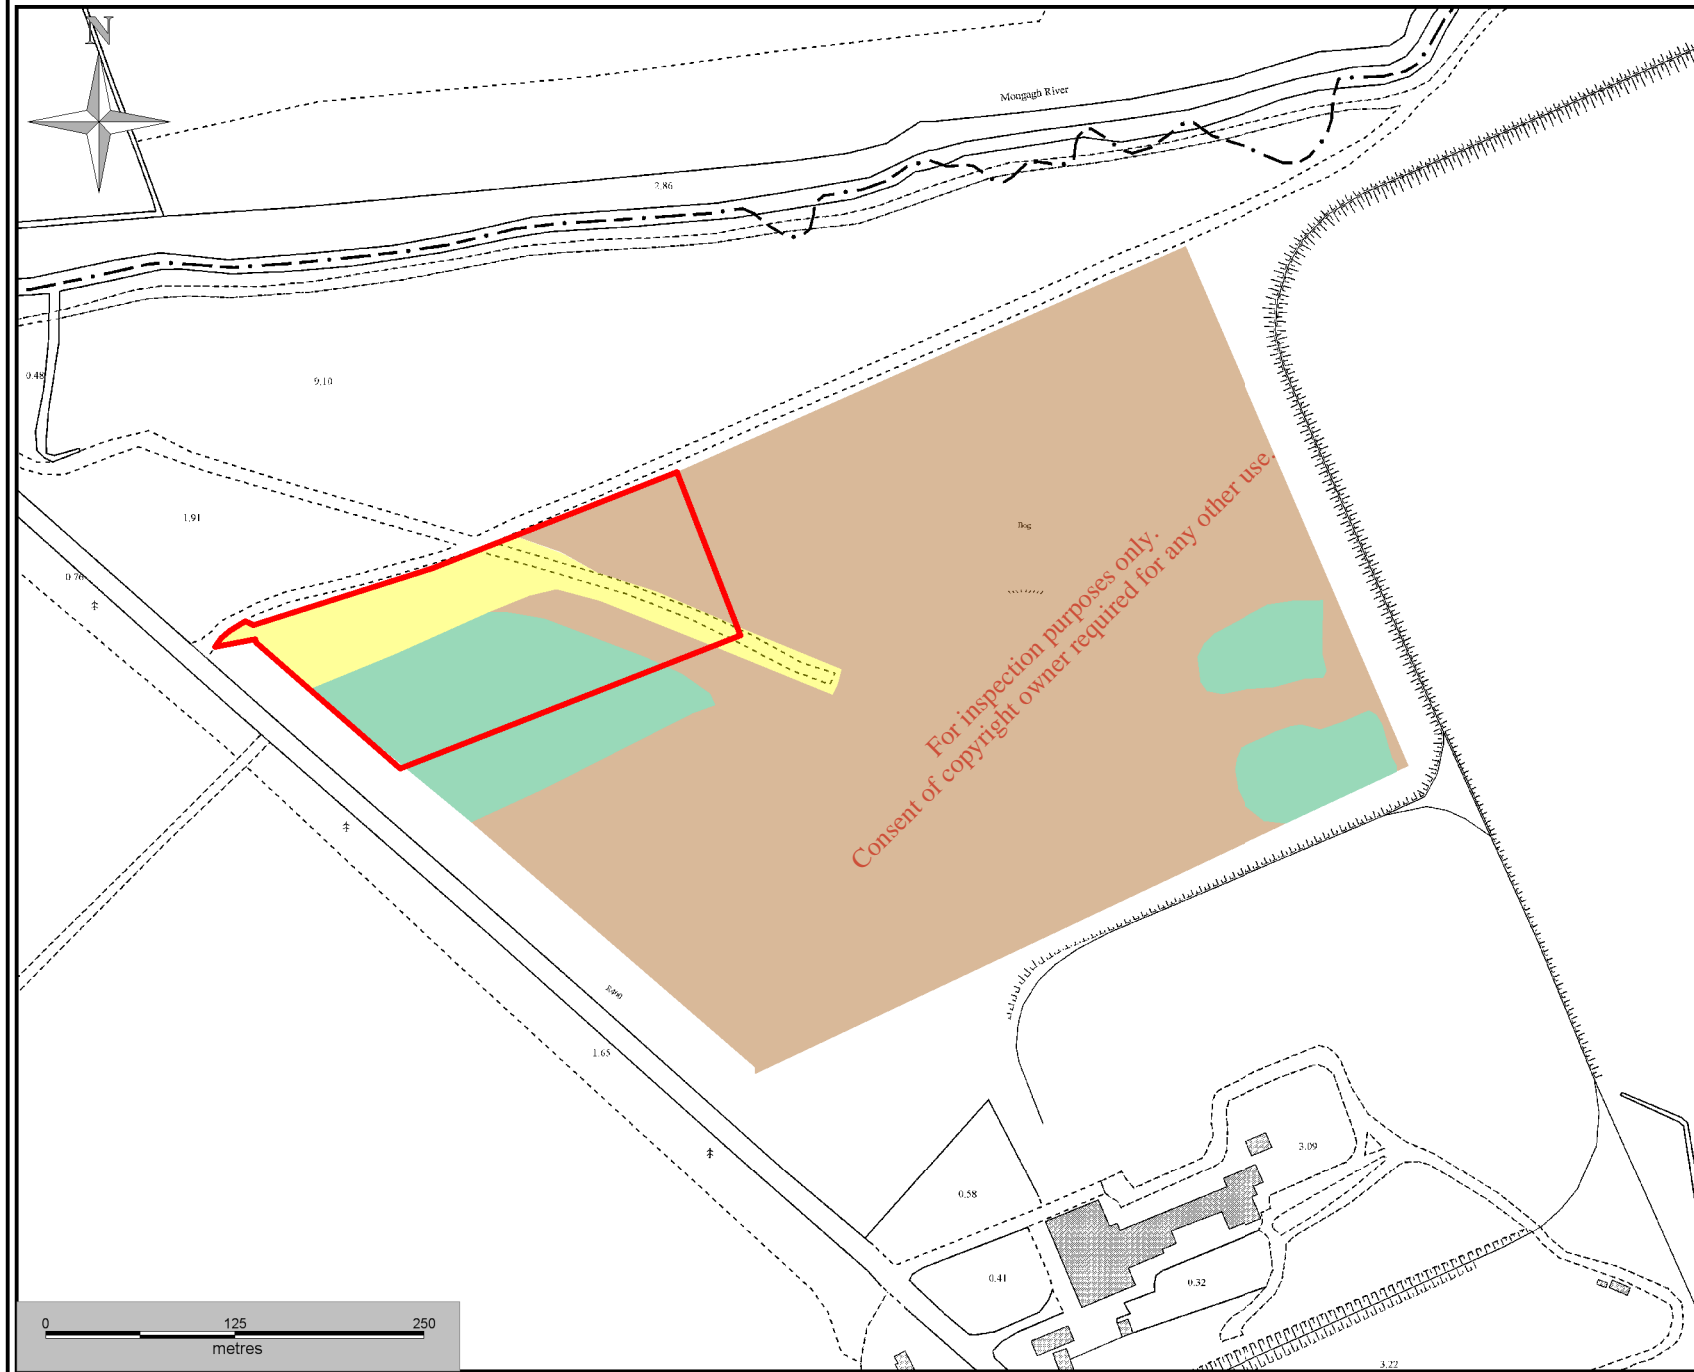 N
Mongagh River
2.86
0.48
9.10
1.91
0.76
Bog
For inspection purposes only.
Consent of copyright owner required for any other use.
1.65
3.09
0.58
0.41
0.32
3.22
0 125 250
metres